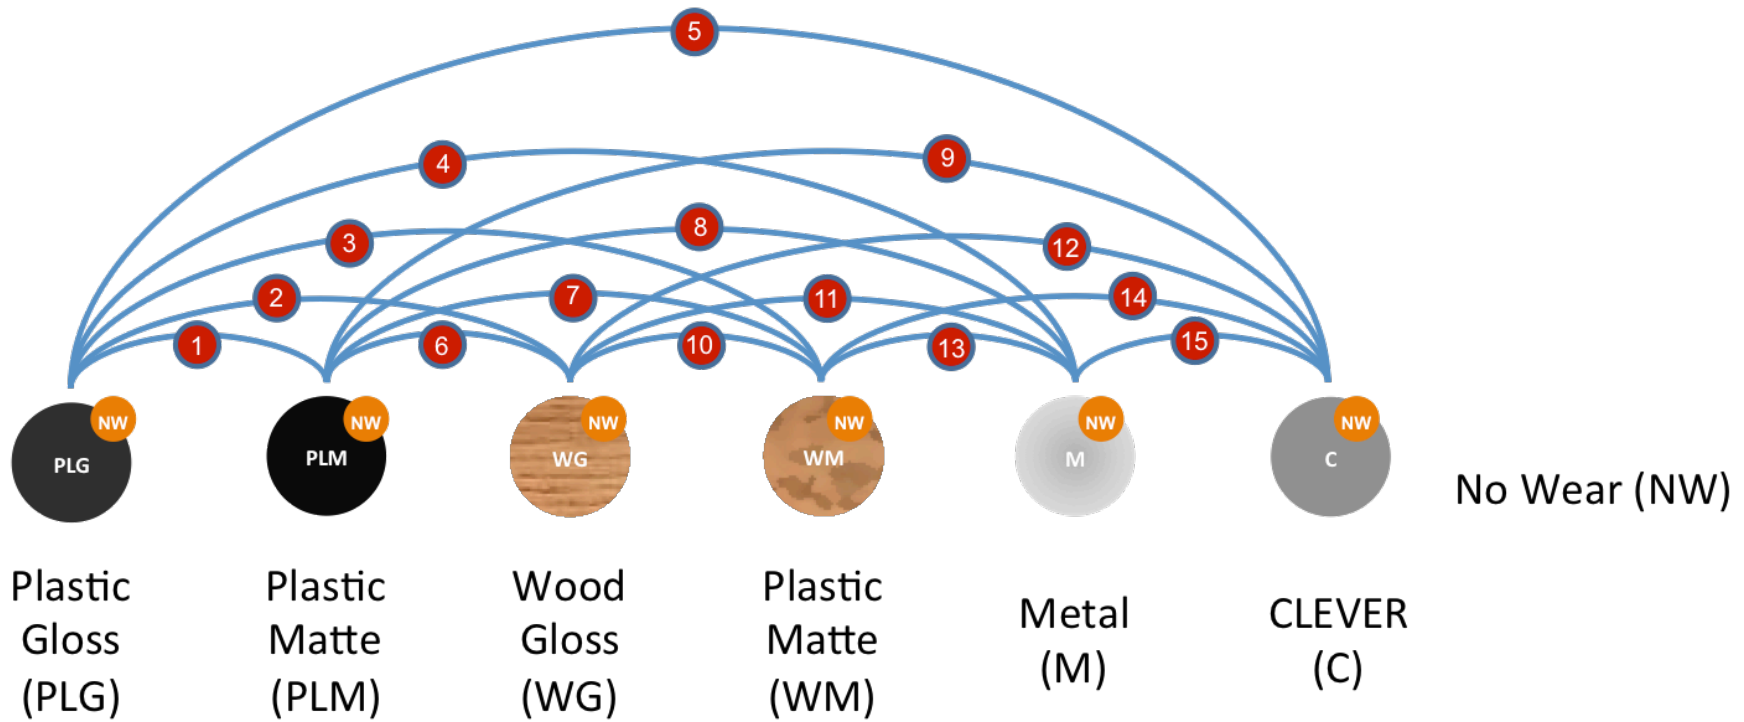 5
4
9
3
8
12
2
7
11
14
1
6
10
13
15
NW
NW
NW
NW
NW
NW
PLG
PLM
WG
WM
M
C
No Wear (NW)
Plastic
Gloss
(PLG)
Plastic
Matte
(PLM)
Wood
Gloss
(WG)
Plastic
Matte
(WM)
Metal
(M)
CLEVER
(C)